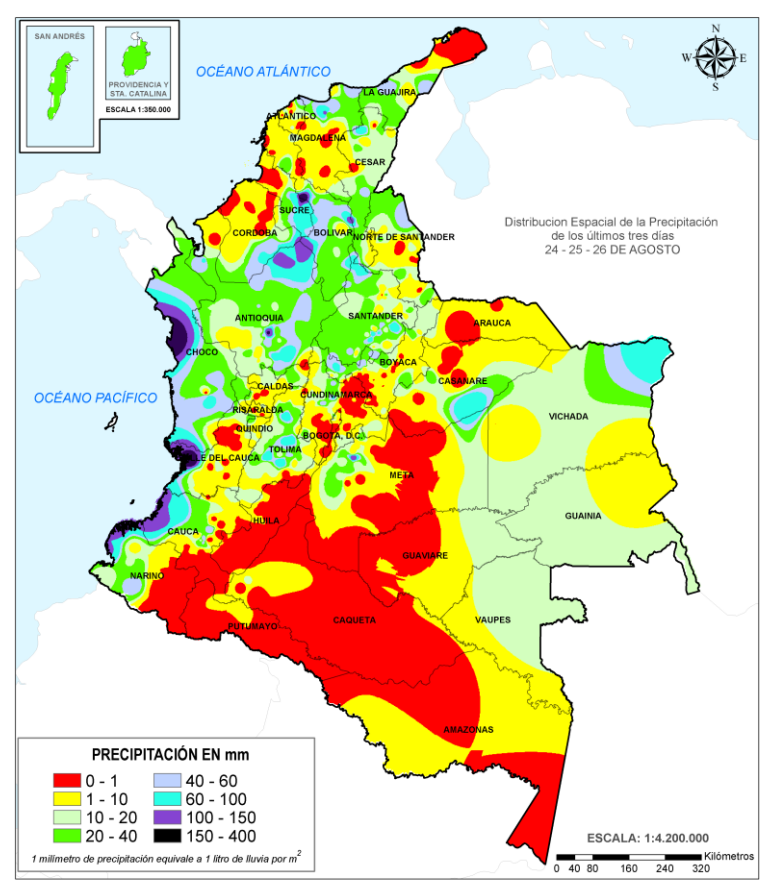 SAN ANDRÉS
PROVIDENCIA Y
STA. CATALINA
ESCALA 1:350.000
N
W
E
S
OCÉANO ATLÁNTICO
LA GUAJIRA
ATLANTICO
MAGDALENA
CESAR
SUCRE
CORDOBA
BOLIVAR
NORTE DE SANTANDER
Distribucion Espacial de la Precipitación
de los últimos tres días
24 - 25 - 26 DE AGOSTO
ANTIOQUIA
SANTANDER
ARAUCA
CHOCO
BOYACA
CASANARE
OCÉANO PACÍFICO
CALDAS
CUNDINAMARCA
RISARALDA
VICHADA
QUINDIO
BOGOTA, D.C.
TOLIMA
VALLE DEL CAUCA
META
GUAINIA
HUILA
CAUCA
GUAVIARE
NARIÑO
CAQUETA
VAUPES
PUTUMAYO
AMAZONAS
PRECIPITACIÓN EN mm
0 - 1
1 - 10
10 - 20
20 - 40
40 - 60
60 - 100
100 - 150
150 - 400
1 milímetro de precipitación equivale a 1 litro de lluvia por m2
ESCALA: 1:4.200.000
Kilómetros
0 40 80 160 240 320